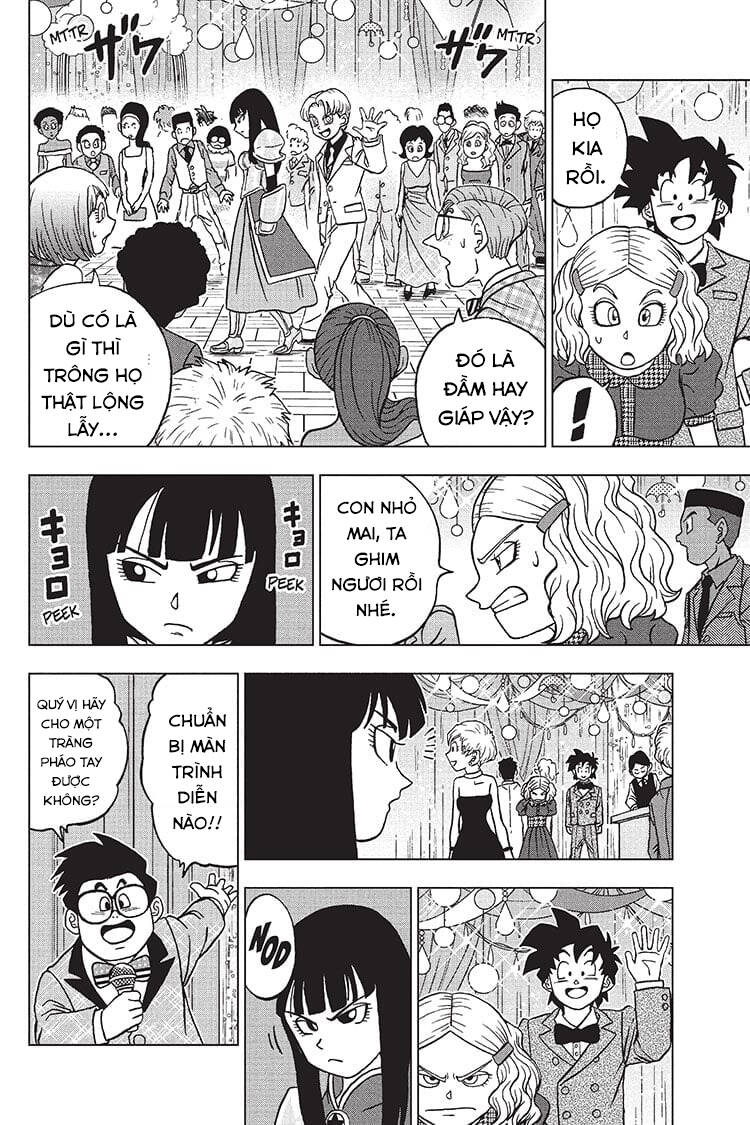 MTTR
ザワ
MTTR
ザワ
HỌ
KIA
RỒI.
DÙ CÓ LÀ
GÌ THÌ
TRÔNG HỌ
THẬT LỘNG
LẪY...
ĐÓ LÀ
ĐẦM HAY
GIÁP VẬY?
!
キョロ
PEEK
キョロ
PEEK
CON NHỎ
MAI, TA
GHIM
NGƯƠI RỒI
NHÉ.
QUÝ VỊ HÃY
CHO MỘT
TRÀNG
PHÁO TAY
ĐƯỢC
KHÔNG?
CHUẨN
BỊ MÀN
TRÌNH
DIỄN
NÀO!!
NOD